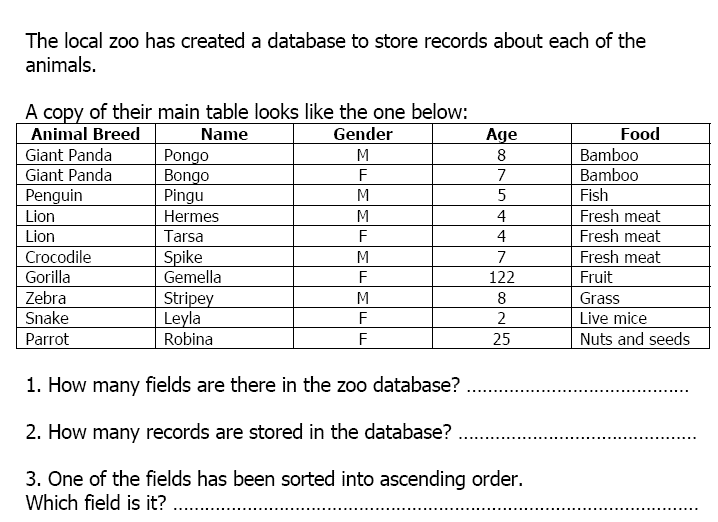 The local zoo has created a database to store records about each of the
animals.
A copy of their main table looks like the one below:
Animal Breed Name Gender Age Food
Giant Panda Pongo M 8 Bamboo
Giant Panda Bongo F 7 Bamboo
Penguin Pingu M 5 Fish
Lion Hermes M 4 Fresh meat
Lion Tarsa F 4 Fresh meat
Crocodile Spike M 7 Fresh meat
Gorilla Gemella F 122 Fruit
Zebra Stripey M 8 Grass
Snake Leyla F 2 Live mice
Parrot Robina F 25 Nuts and seeds
1. How many fields are there in the zoo database? ..........................................
2. How many records are stored in the database? .............................................
3. One of the fields has been sorted into ascending order.
Which field is it? ....................................................................................................